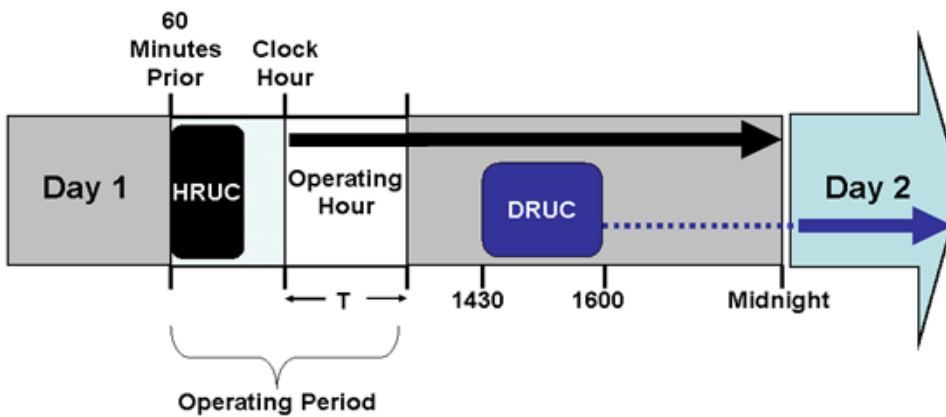 60
Minutes
Prior
Clock
Hour
Day 1
HRUC
Operating
Hour
DRUC
Day 2
T
1430
1600
Midnight
Operating Period